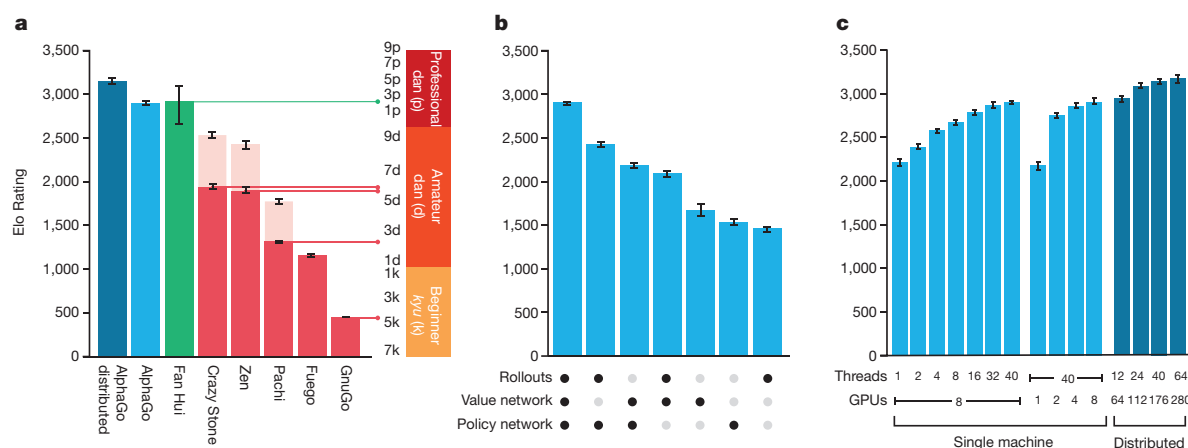 a
Elo Rating
3,500
3,000
2,500
2,000
1,500
1,000
500
0
AlphaGo
distributed
AlphaGo
Fan Hui
Crazy Stone
Zen
Pachi
Fuego
GnuGo
9p
7p
5p
3p
1p
9d
7d
5d
3d
1d
1k
3k
5k
7k
Professional
dan (p)
Amateur
dan (d)
Beginner
kyu (k)
b
3,500
3,000
2,500
2,000
1,500
1,000
500
0
Rollouts
Value network
Policy network
c
3,500
3,000
2,500
2,000
1,500
1,000
500
0
Threads 1 2 4 8 16 32 40 40 12 24 40 64
GPUs 8 1 2 4 8 64 112 176 280
Single machine Distributed